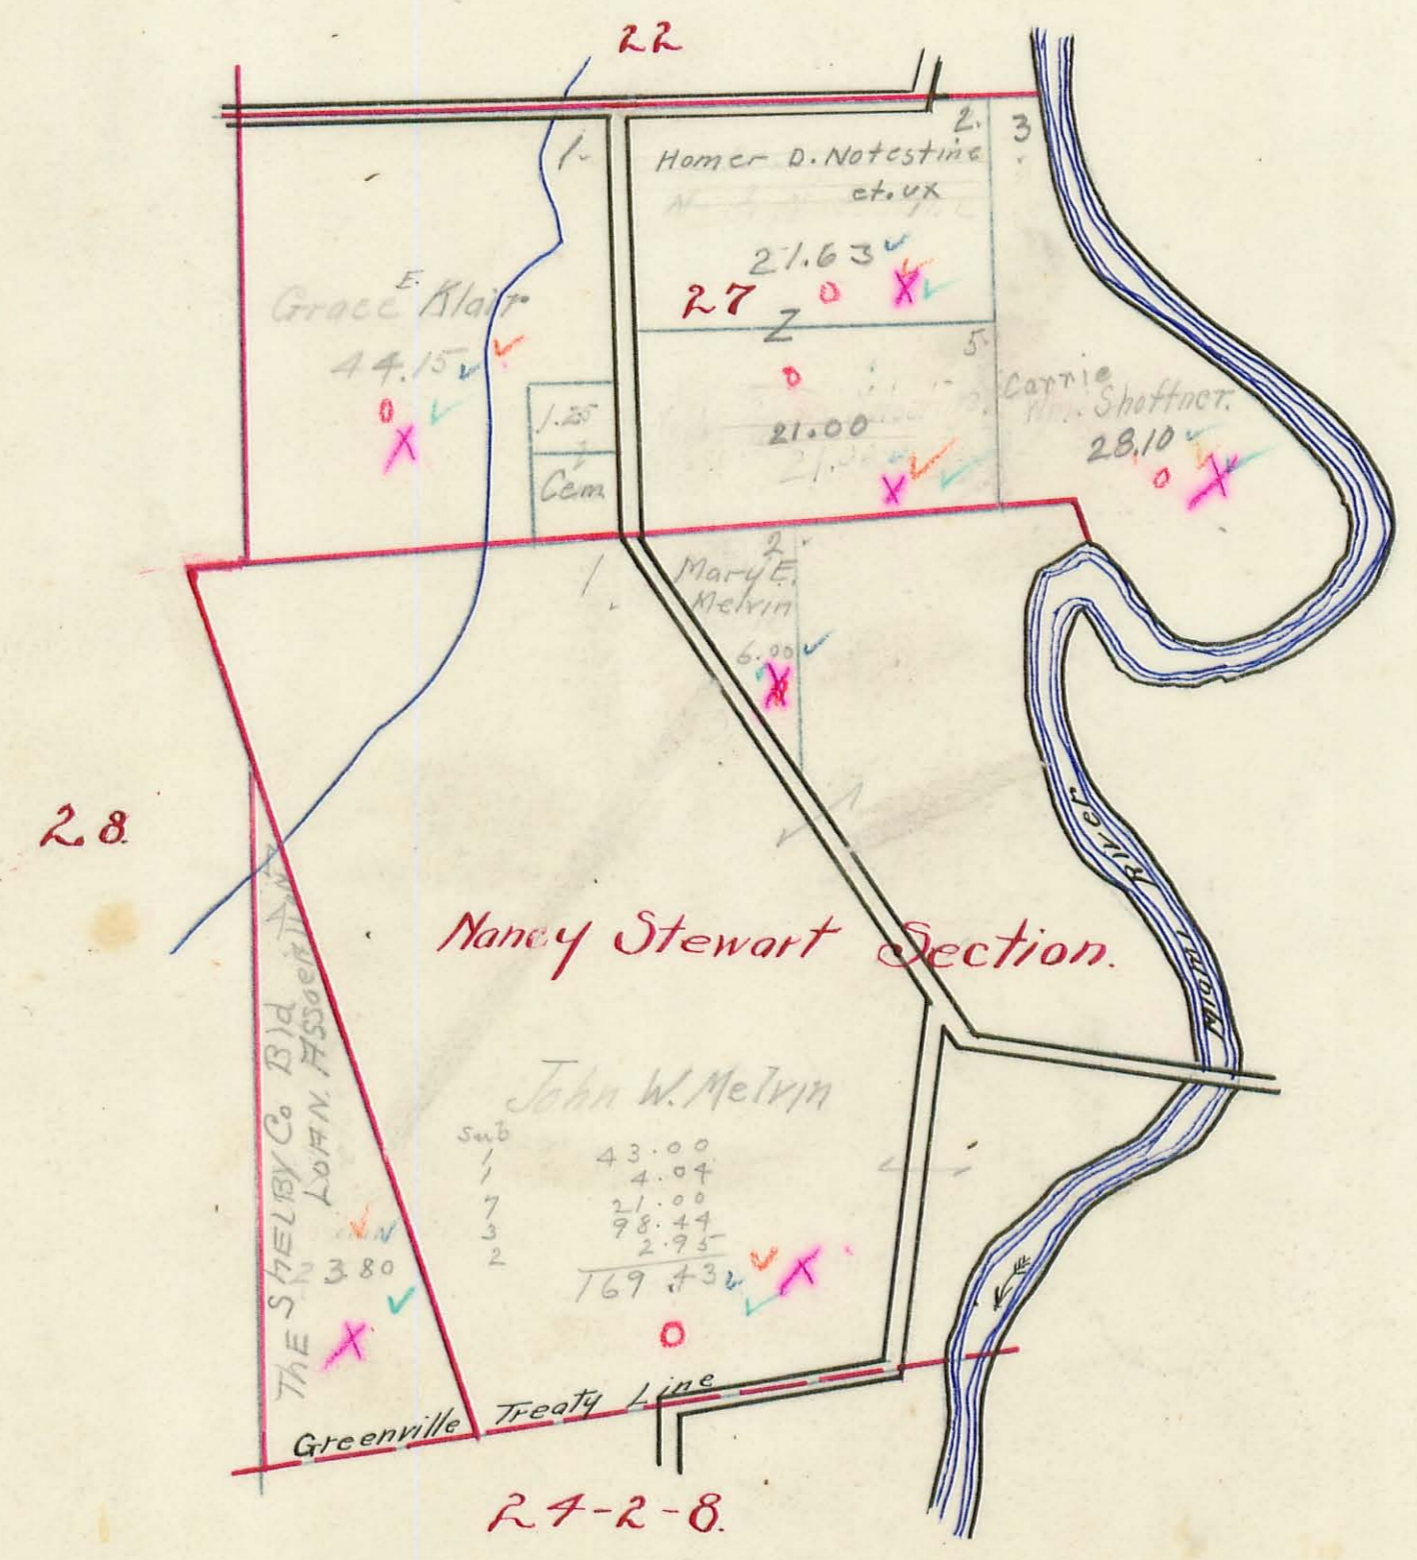 22
1.
2.
3
Homer D. Notestine
et. ux
21.63
27
Z
E.
Grace Klair
44.15
5.
1.25
Cem.
21.00
Carrie
Wm. Shoffner.
28.10
1.
2.
Mary E.
Melvin
6.00
28.
River
Miami
Nancy Stewart Section.
The Shelby Co. Bld
Loan. Assoc
23.80
John W. Melvin
Sub
1 43.00
1 4.04
7 21.00
3 98.44
2 2.95
169.43
Greenville Treaty Line
24-2-8.